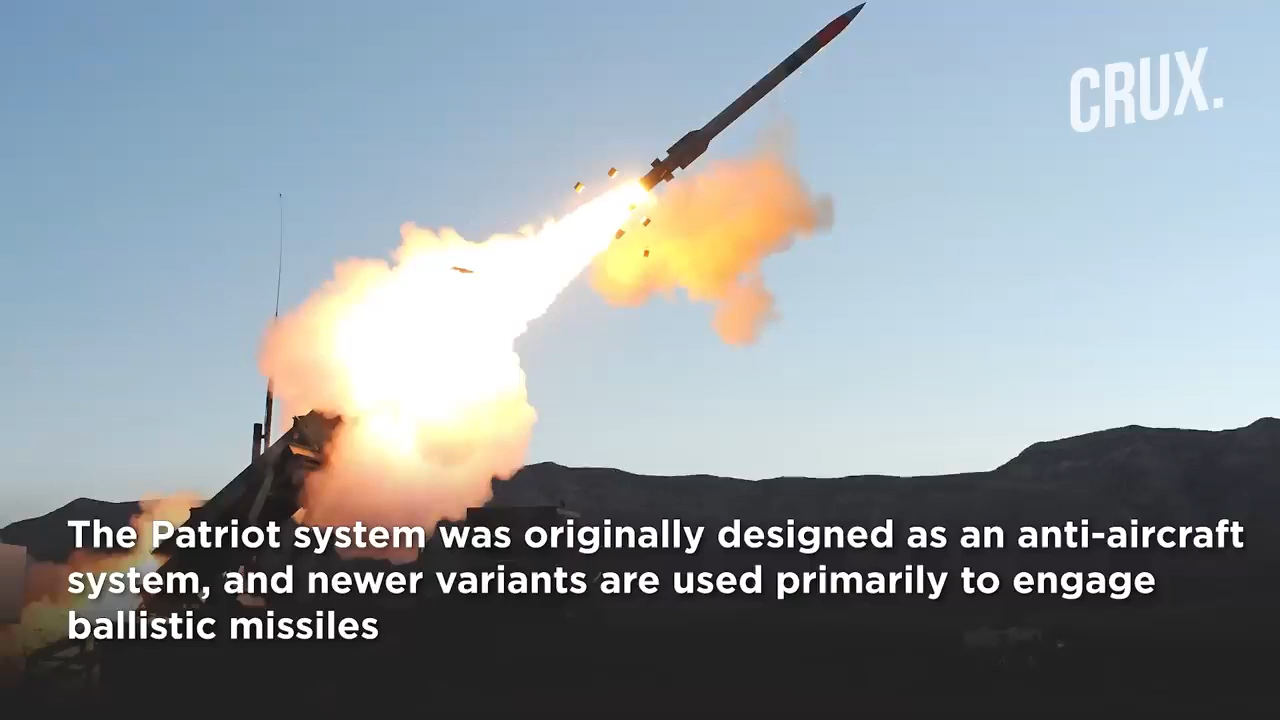 CRUX.
The Patriot system was originally designed as an anti-aircraft
system, and newer variants are used primarily to engage
ballistic missiles